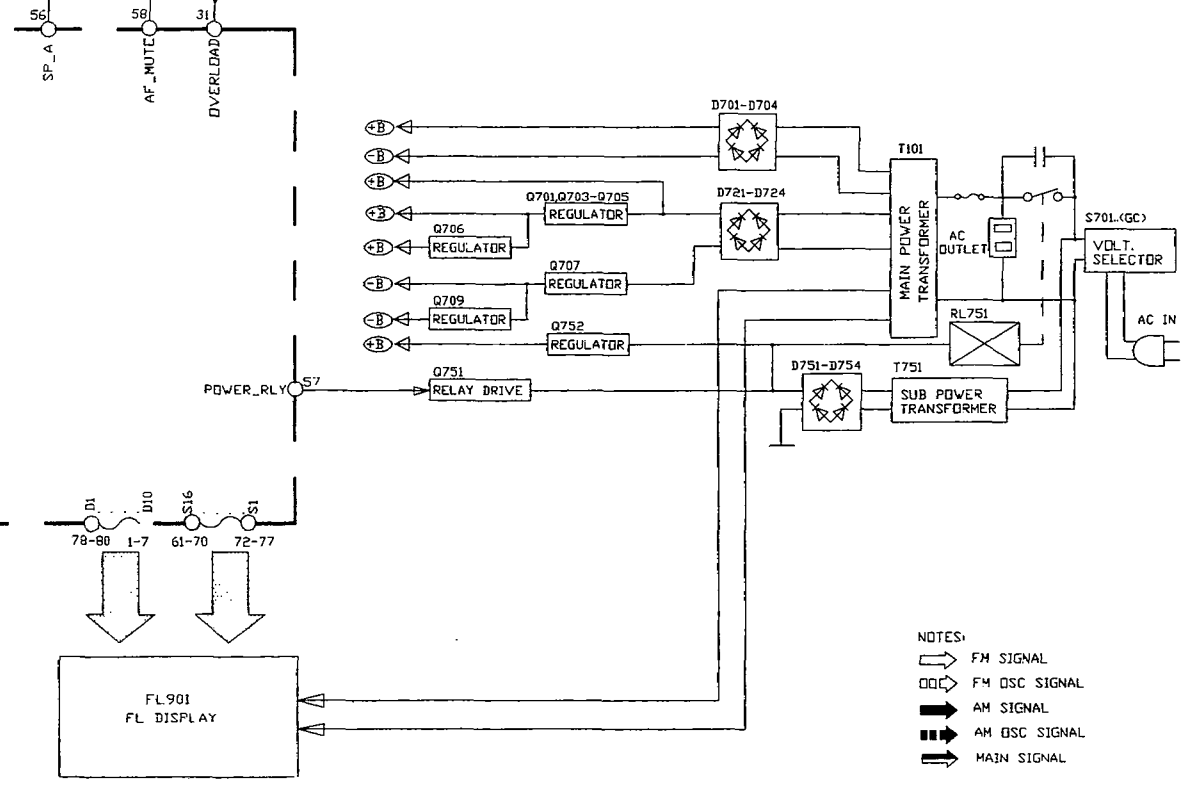 56
58
31
SP_A
AF_MUTE
OVERLOAD
D701-D704
+B
-B
T101
+B
Q701,Q703-Q705
D721-D724
+B
REGULATOR
Q706
+B
REGULATOR
MAIN POWER
TRANSFORMER
AC
OUTLET
S701..(GC)
VOLT.
SELECTOR
Q707
-B
REGULATOR
Q709
-B
REGULATOR
Q752
+B
REGULATOR
RL751
AC IN
POWER_RLY
57
Q751
RELAY DRIVE
D751-D754
T751
SUB POWER
TRANSFORMER
D1
D10
S16
S1
78-80
1-7
61-70
72-77
FL901
FL DISPLAY
NOTES:
FM SIGNAL
FM OSC SIGNAL
AM SIGNAL
AM OSC SIGNAL
MAIN SIGNAL